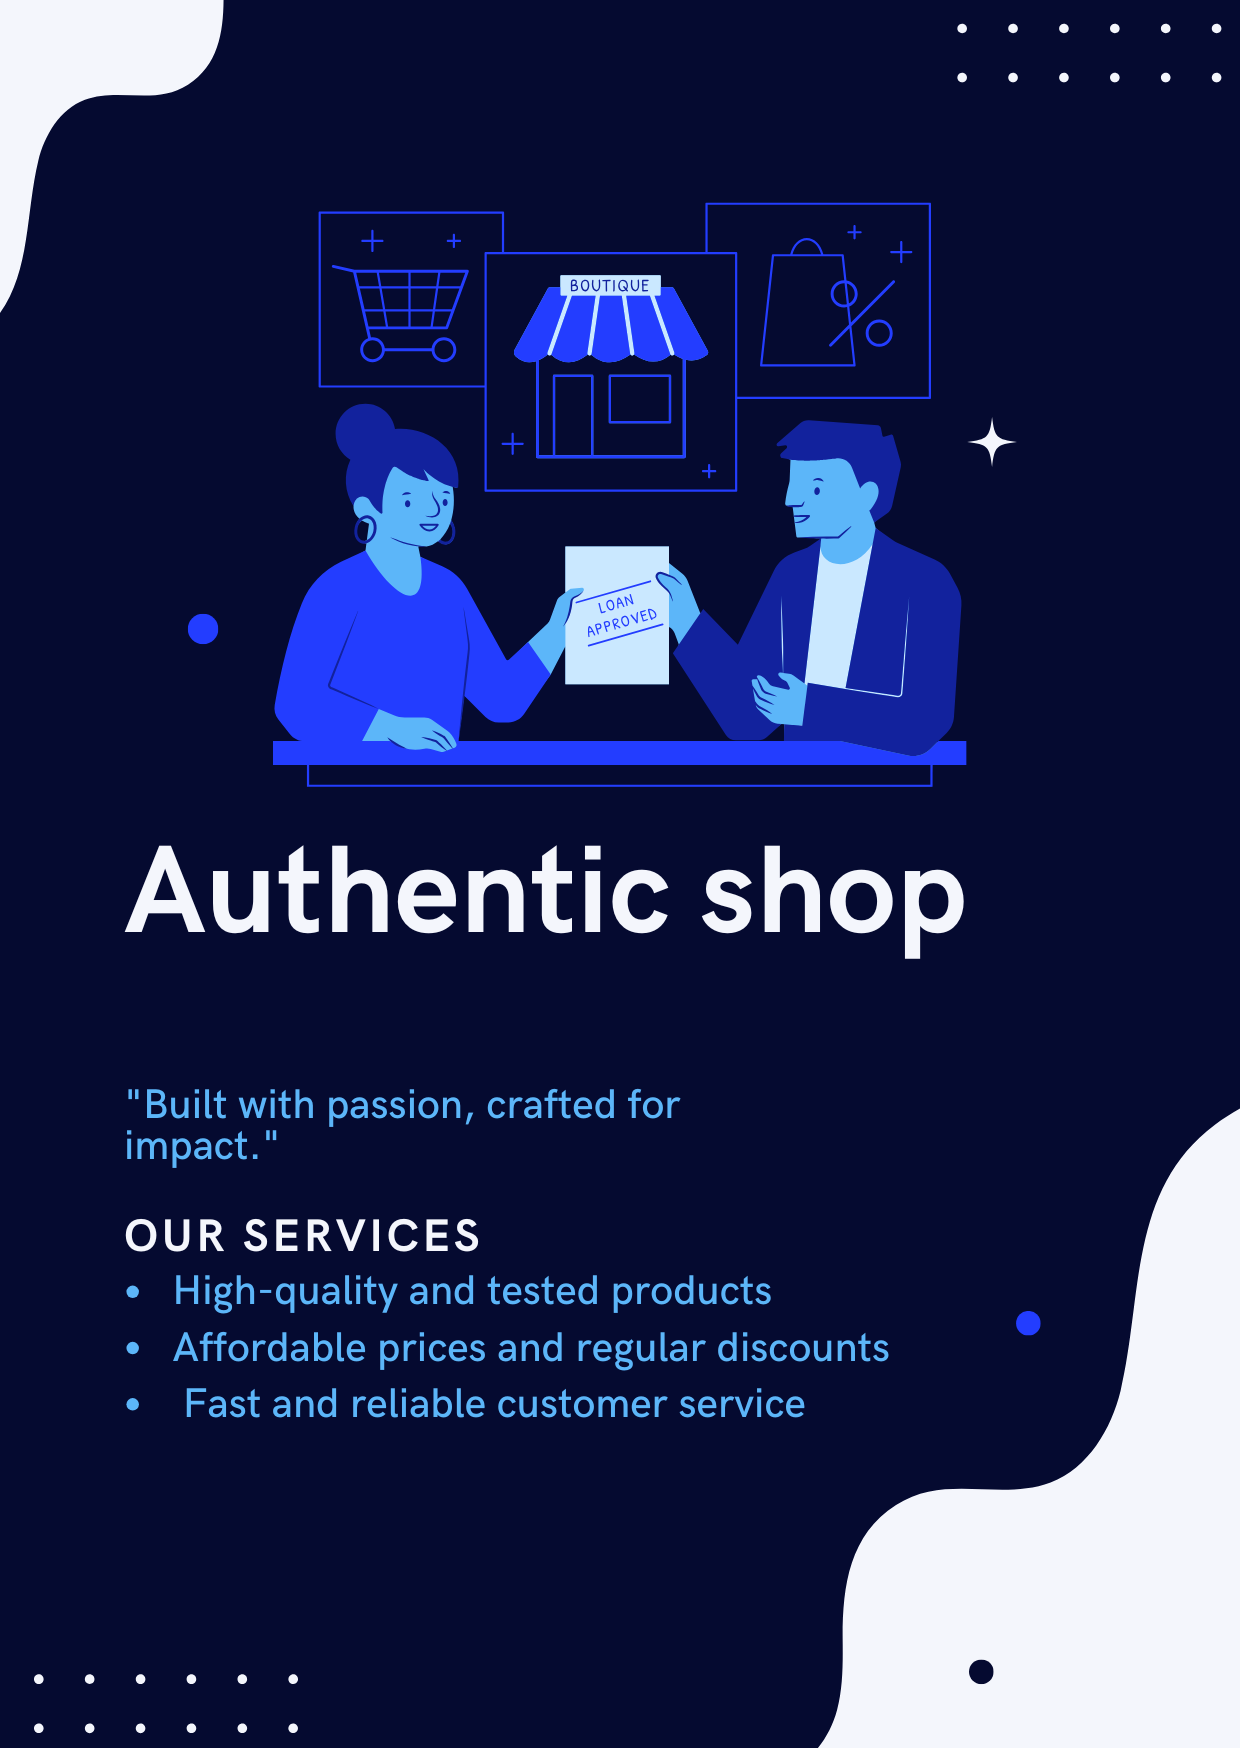 BOUTIQUE
LOAN
APPROVED
Authentic shop
"Built with passion, crafted for
impact."
OUR SERVICES
• High-quality and tested products
• Affordable prices and regular discounts
• Fast and reliable customer service